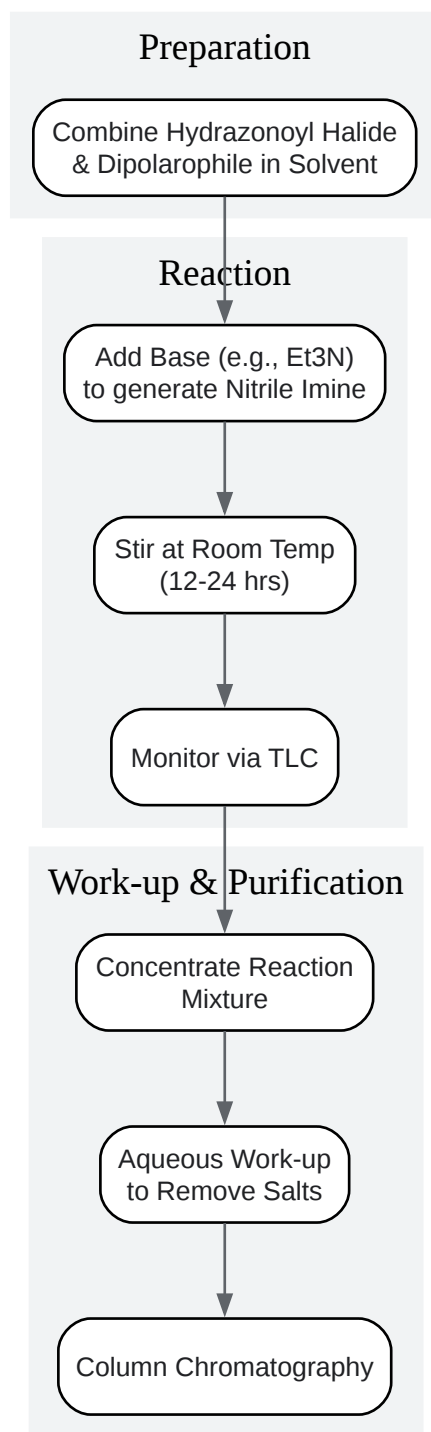 Preparation
Combine Hydrazonoyl Halide
& Dipolarophile in Solvent
Reaction
Add Base (e.g., Et3N)
to generate Nitrile Imine
Stir at Room Temp
(12-24 hrs)
Monitor via TLC
Work-up & Purification
Concentrate Reaction
Mixture
Aqueous Work-up
to Remove Salts
Column Chromatography